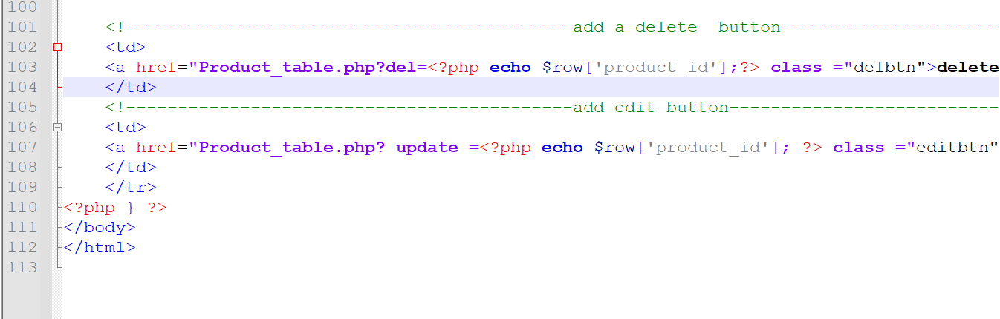 100
101 <!-------------------------------------------add a delete  button---------------------
102 <td>
103 <a href="Product_table.php?del=<?php echo $row['product_id'];?> class ="delbtn">delete
104 </td>
105 <!-------------------------------------------add edit button--------------------------
106 <td>
107 <a href="Product_table.php? update =<?php echo $row['product_id']; ?> class ="editbtn"
108 </td>
109 </tr>
110 <?php } ?>
111 </body>
112 </html>
113